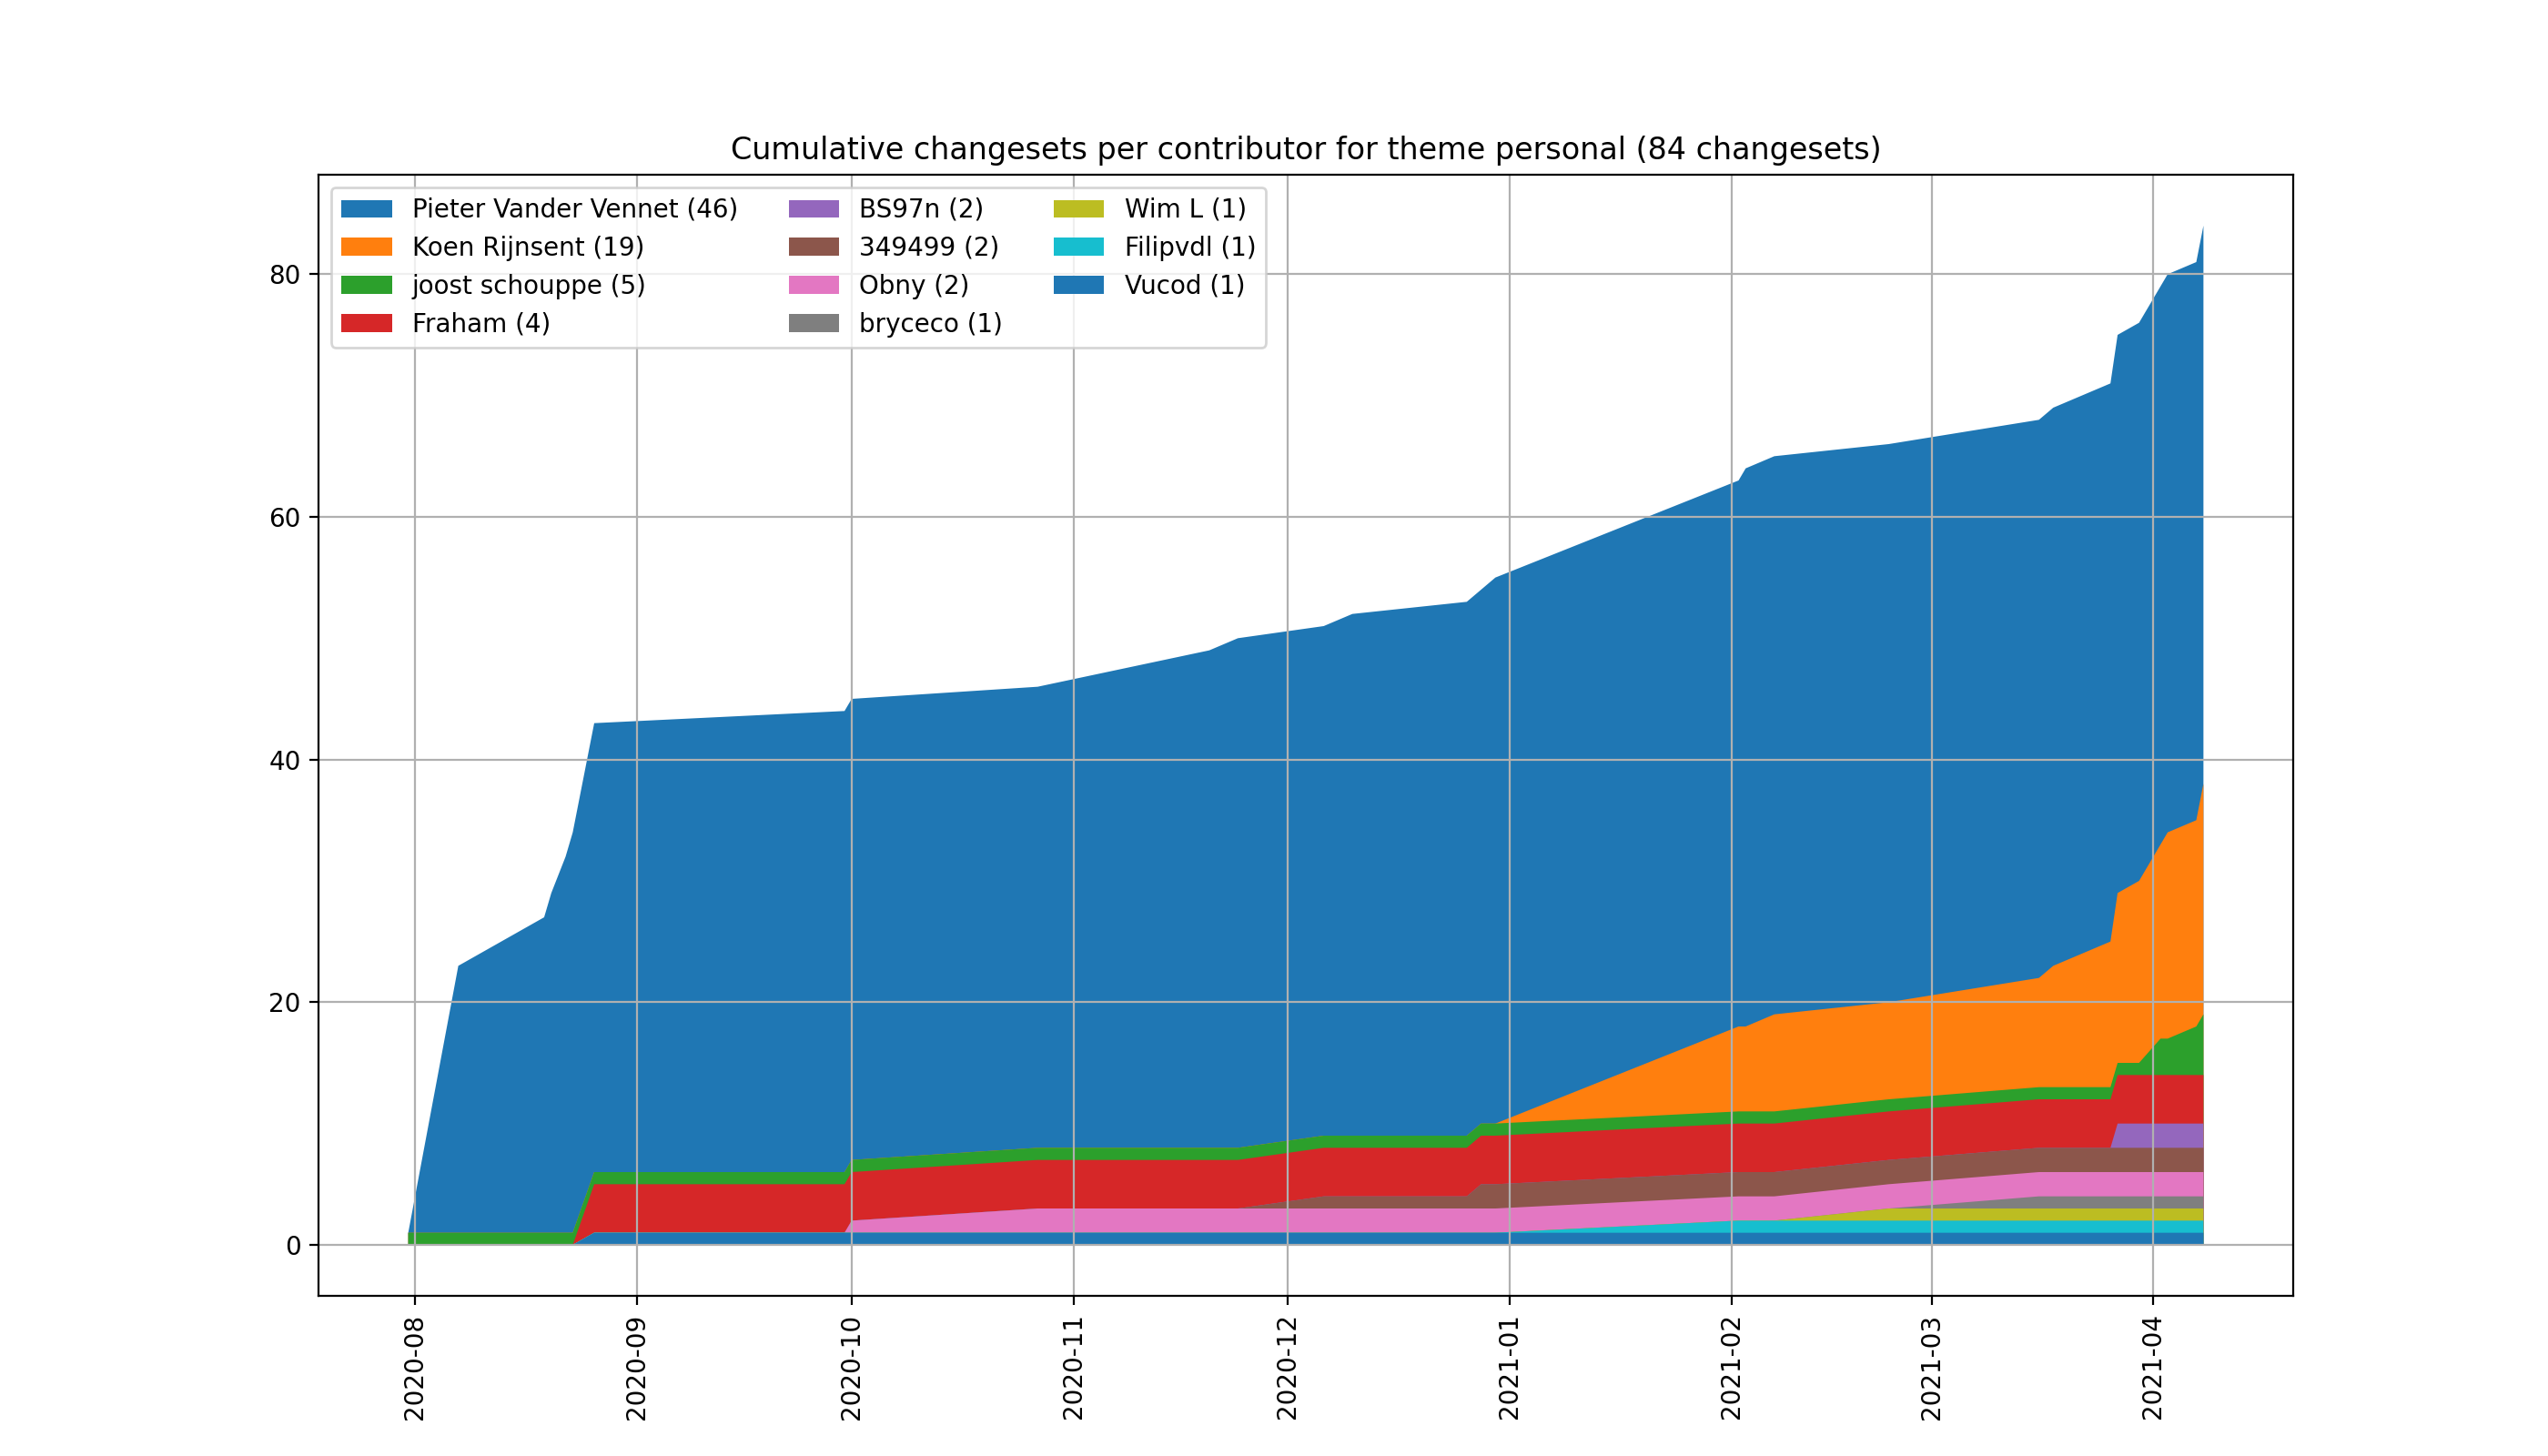 Cumulative changesets per contributor for theme personal (84 changesets)
Pieter Vander Vennet (46)
Koen Rijnsent (19)
joost schouppe (5)
Fraham (4)
BS97n (2)
349499 (2)
Obny (2)
bryceco (1)
Wim L (1)
Filipvdl (1)
Vucod (1)
80
60
40
20
0
2020-08
2020-09
2020-10
2020-11
2020-12
2021-01
2021-02
2021-03
2021-04